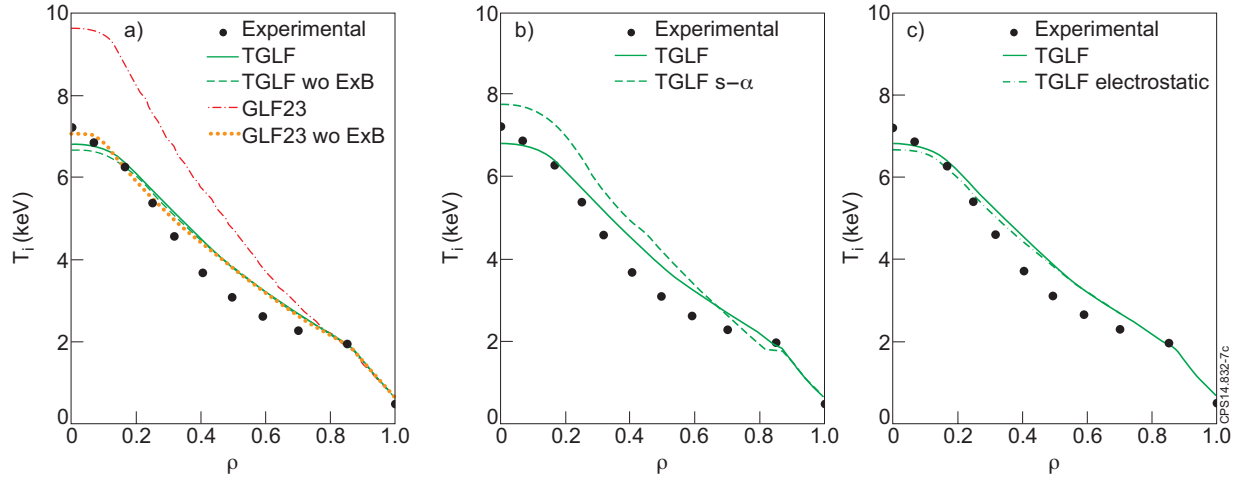 a)
Experimental
TGLF
TGLF wo ExB
GLF23
GLF23 wo ExB
10
8
6
4
2
0
T_i (keV)
0 0.2 0.4 0.6 0.8 1.0
ρ
b)
Experimental
TGLF
TGLF s–α
10
8
6
4
2
0
T_i (keV)
0 0.2 0.4 0.6 0.8 1.0
ρ
c)
Experimental
TGLF
TGLF electrostatic
10
8
6
4
2
0
T_i (keV)
0 0.2 0.4 0.6 0.8 1.0
ρ
CPS14.832-7c